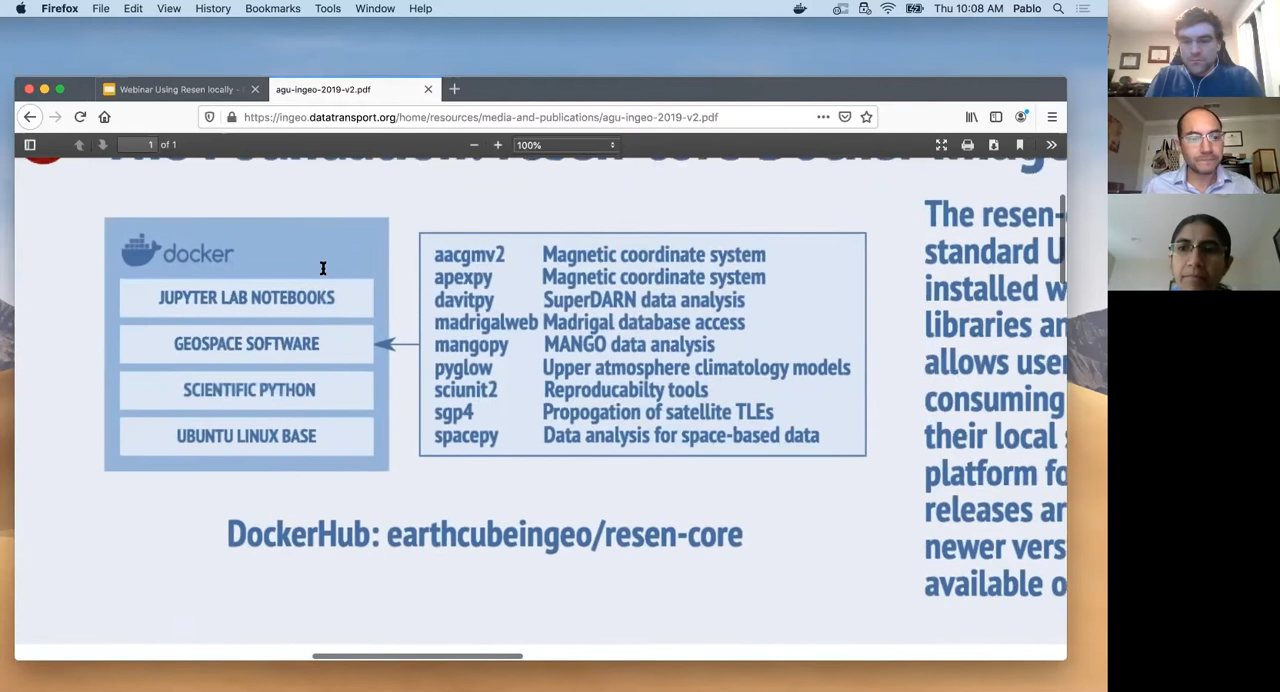 Firefox File Edit View History Bookmarks Tools Window Help Thu 10:08 AM Pablo
Webinar Using Resen locally - agu-ingeo-2019-v2.pdf
https://ingeo.datatransport.org/home/resources/media-and-publications/agu-ingeo-2019-v2.pdf
1 of 1 100%
docker
JUPYTER LAB NOTEBOOKS
GEOSPACE SOFTWARE
SCIENTIFIC PYTHON
UBUNTU LINUX BASE
aacgmv2 Magnetic coordinate system
apexpy Magnetic coordinate system
davitpy SuperDARN data analysis
madrigalweb Madrigal database access
mangopy MANGO data analysis
pyglow Upper atmosphere climatology models
sciunit2 Reproducabilty tools
sgp4 Propogation of satellite TLEs
spacepy Data analysis for space-based data
DockerHub: earthcubeingeo/resen-core
The resen-
standard U
installed w
libraries an
allows user
consuming
their local s
platform fo
releases ar
newer vers
available o